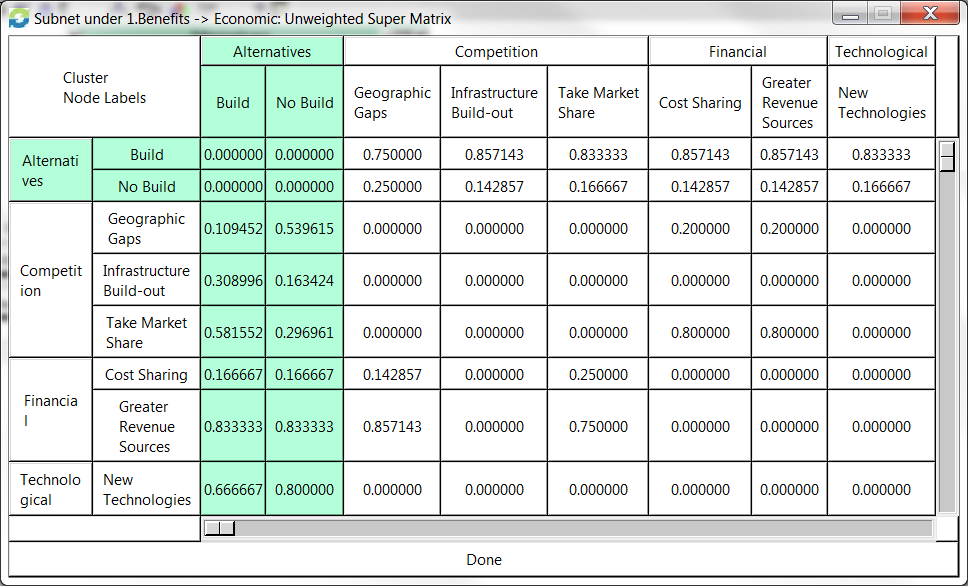 Subnet under 1.Benefits -> Economic: Unweighted Super Matrix
Cluster
Node Labels
Alternatives
Competition
Financial
Technological
Build
No Build
Geographic
Gaps
Infrastructure
Build-out
Take Market
Share
Cost Sharing
Greater
Revenue
Sources
New
Technologies
Alternati
ves
Build 0.000000 0.000000 0.750000 0.857143 0.833333 0.857143 0.857143 0.833333
No Build 0.000000 0.000000 0.250000 0.142857 0.166667 0.142857 0.142857 0.166667
Competit
ion
Geographic
Gaps
0.109452 0.539615 0.000000 0.000000 0.000000 0.200000 0.200000 0.000000
Infrastructure
Build-out
0.308996 0.163424 0.000000 0.000000 0.000000 0.000000 0.000000 0.000000
Take Market
Share
0.581552 0.296961 0.000000 0.000000 0.000000 0.800000 0.800000 0.000000
Financia
l
Cost Sharing 0.166667 0.166667 0.142857 0.000000 0.250000 0.000000 0.000000 0.000000
Greater
Revenue
Sources
0.833333 0.833333 0.857143 0.000000 0.750000 0.000000 0.000000 0.000000
Technolo
gical
New
Technologies
0.666667 0.800000 0.000000 0.000000 0.000000 0.000000 0.000000 0.000000
Done